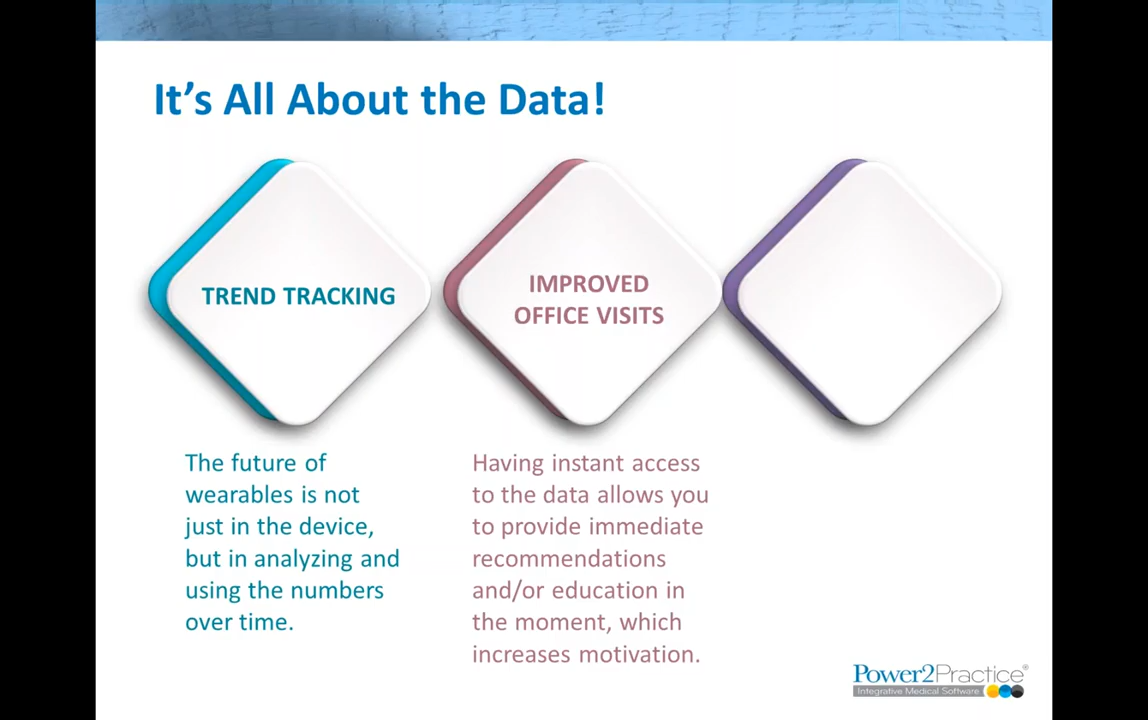 It's All About the Data!
TREND TRACKING
IMPROVED
OFFICE VISITS
The future of
wearables is not
just in the device,
but in analyzing and
using the numbers
over time.
Having instant access
to the data allows you
to provide immediate
recommendations
and/or education in
the moment, which
increases motivation.
Power2Practice®
Integrative Medical Software